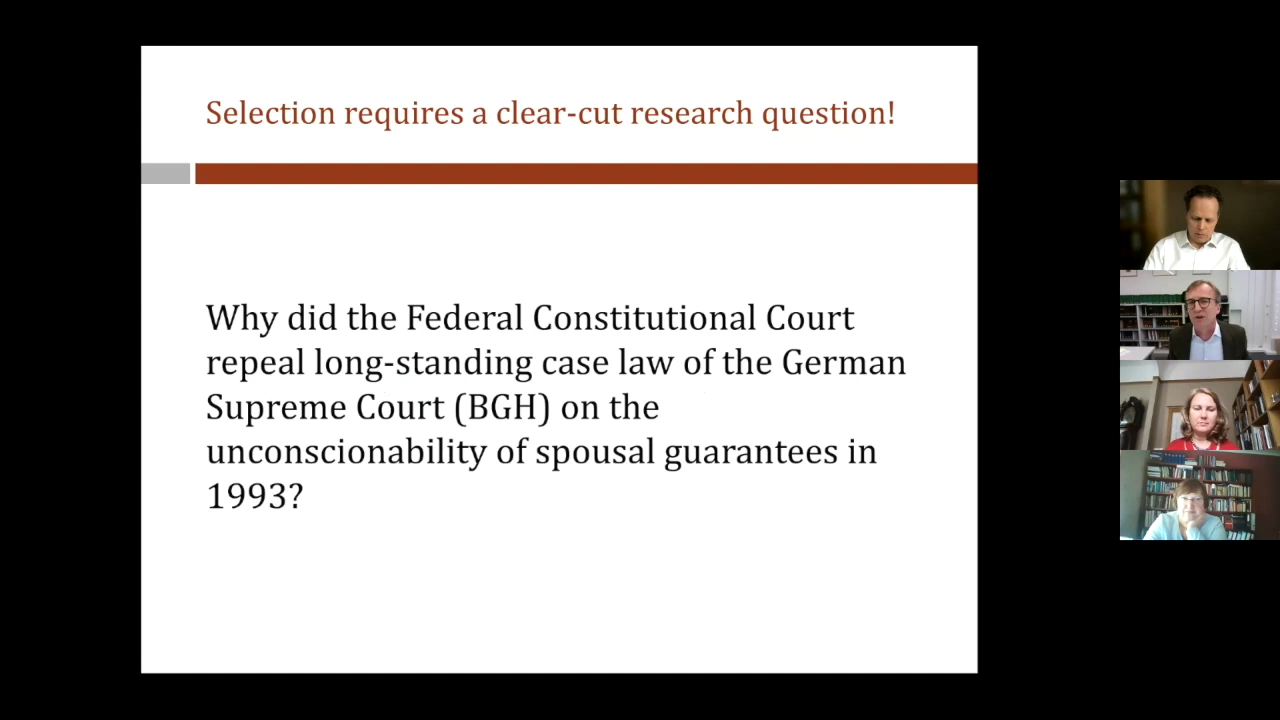 Selection requires a clear-cut research question!
Why did the Federal Constitutional Court
repeal long-standing case law of the German
Supreme Court (BGH) on the
unconscionability of spousal guarantees in
1993?